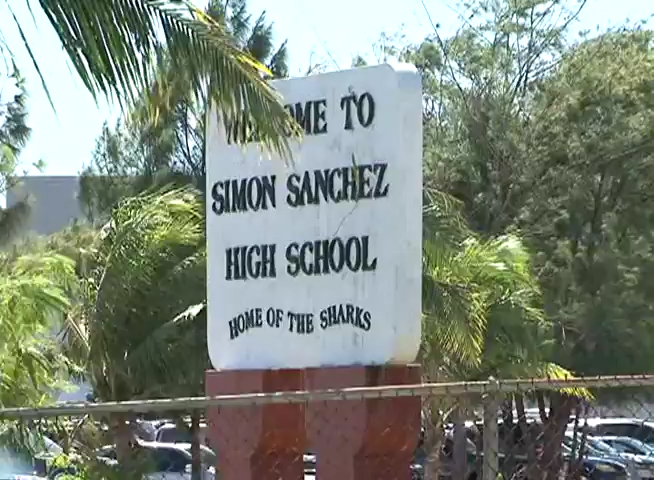 WELCOME TO
SIMON SANCHEZ
HIGH SCHOOL
HOME OF THE SHARKS